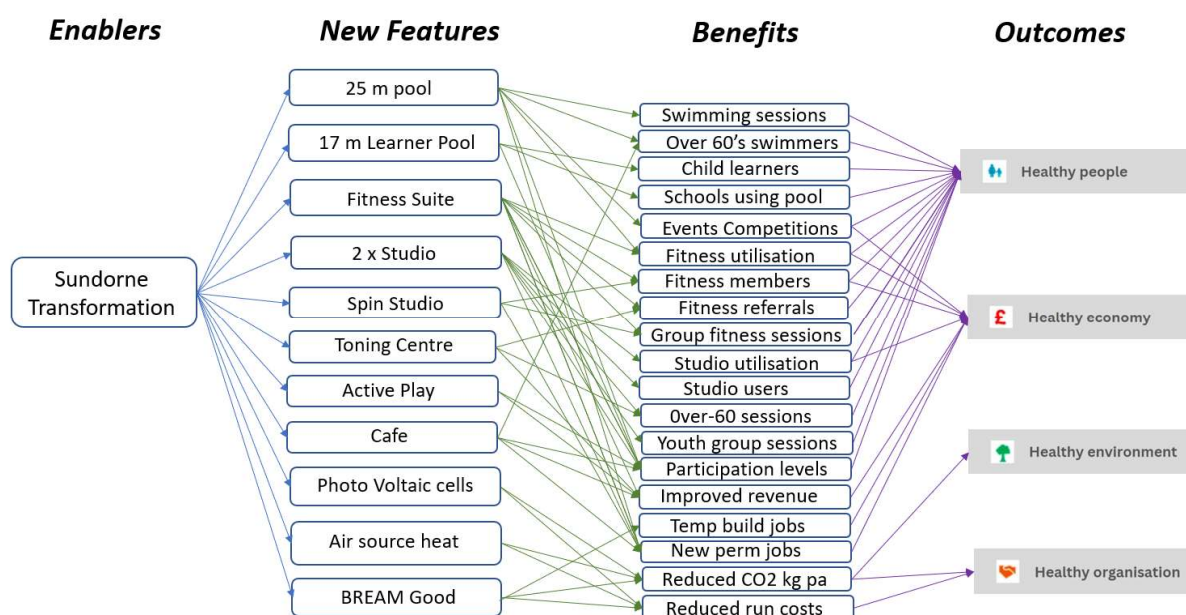 Enablers
New Features
Benefits
Outcomes
Sundorne
Transformation
25 m pool
17 m Learner Pool
Fitness Suite
2 x Studio
Spin Studio
Toning Centre
Active Play
Cafe
Photo Voltaic cells
Air source heat
BREAM Good
Swimming sessions
Over 60's swimmers
Child learners
Schools using pool
Events Competitions
Fitness utilisation
Fitness members
Fitness referrals
Group fitness sessions
Studio utilisation
Studio users
0ver-60 sessions
Youth group sessions
Participation levels
Improved revenue
Temp build jobs
New perm jobs
Reduced CO2 kg pa
Reduced run costs
Healthy people
£ Healthy economy
Healthy environment
Healthy organisation